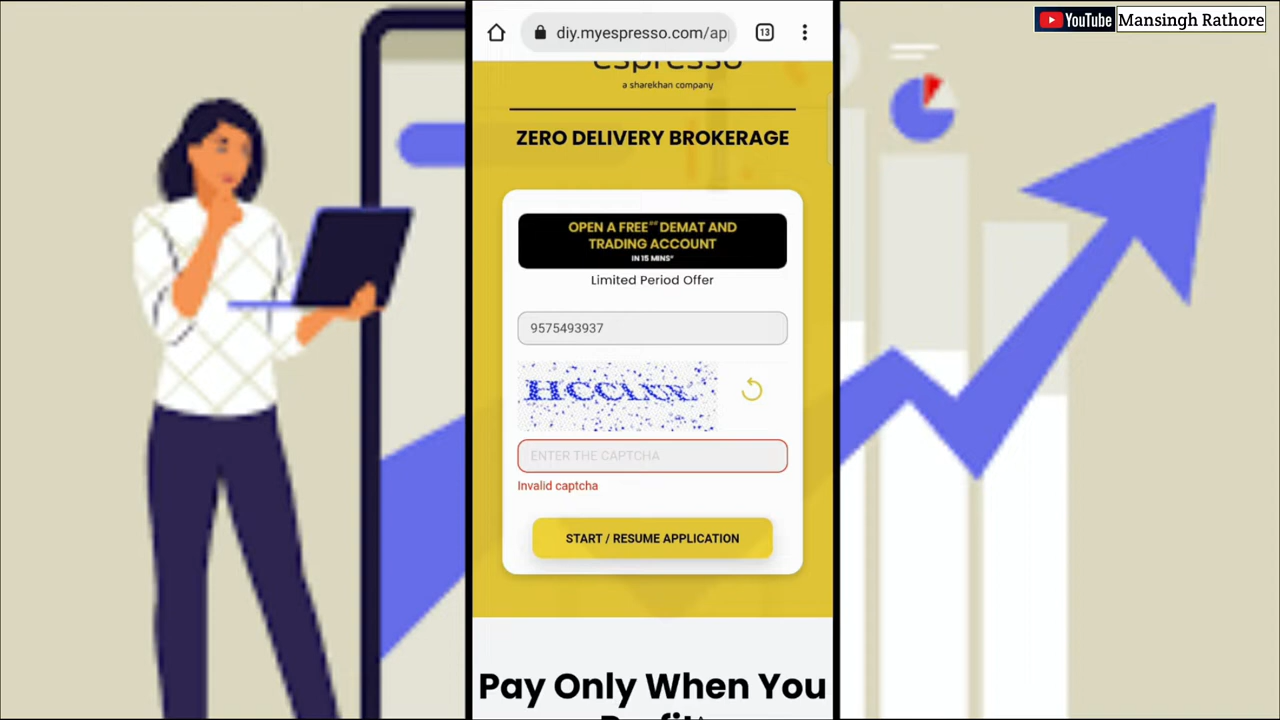 YouTube Mansingh Rathore
13
diy.myespresso.com/ap
espresso
a sharekhan company
ZERO DELIVERY BROKERAGE
OPEN A FREE DEMAT AND
TRADING ACCOUNT
IN 15 MINS*
Limited Period Offer
9575493937
ENTER THE CAPTCHA
Invalid captcha
START / RESUME APPLICATION
Pay Only When You